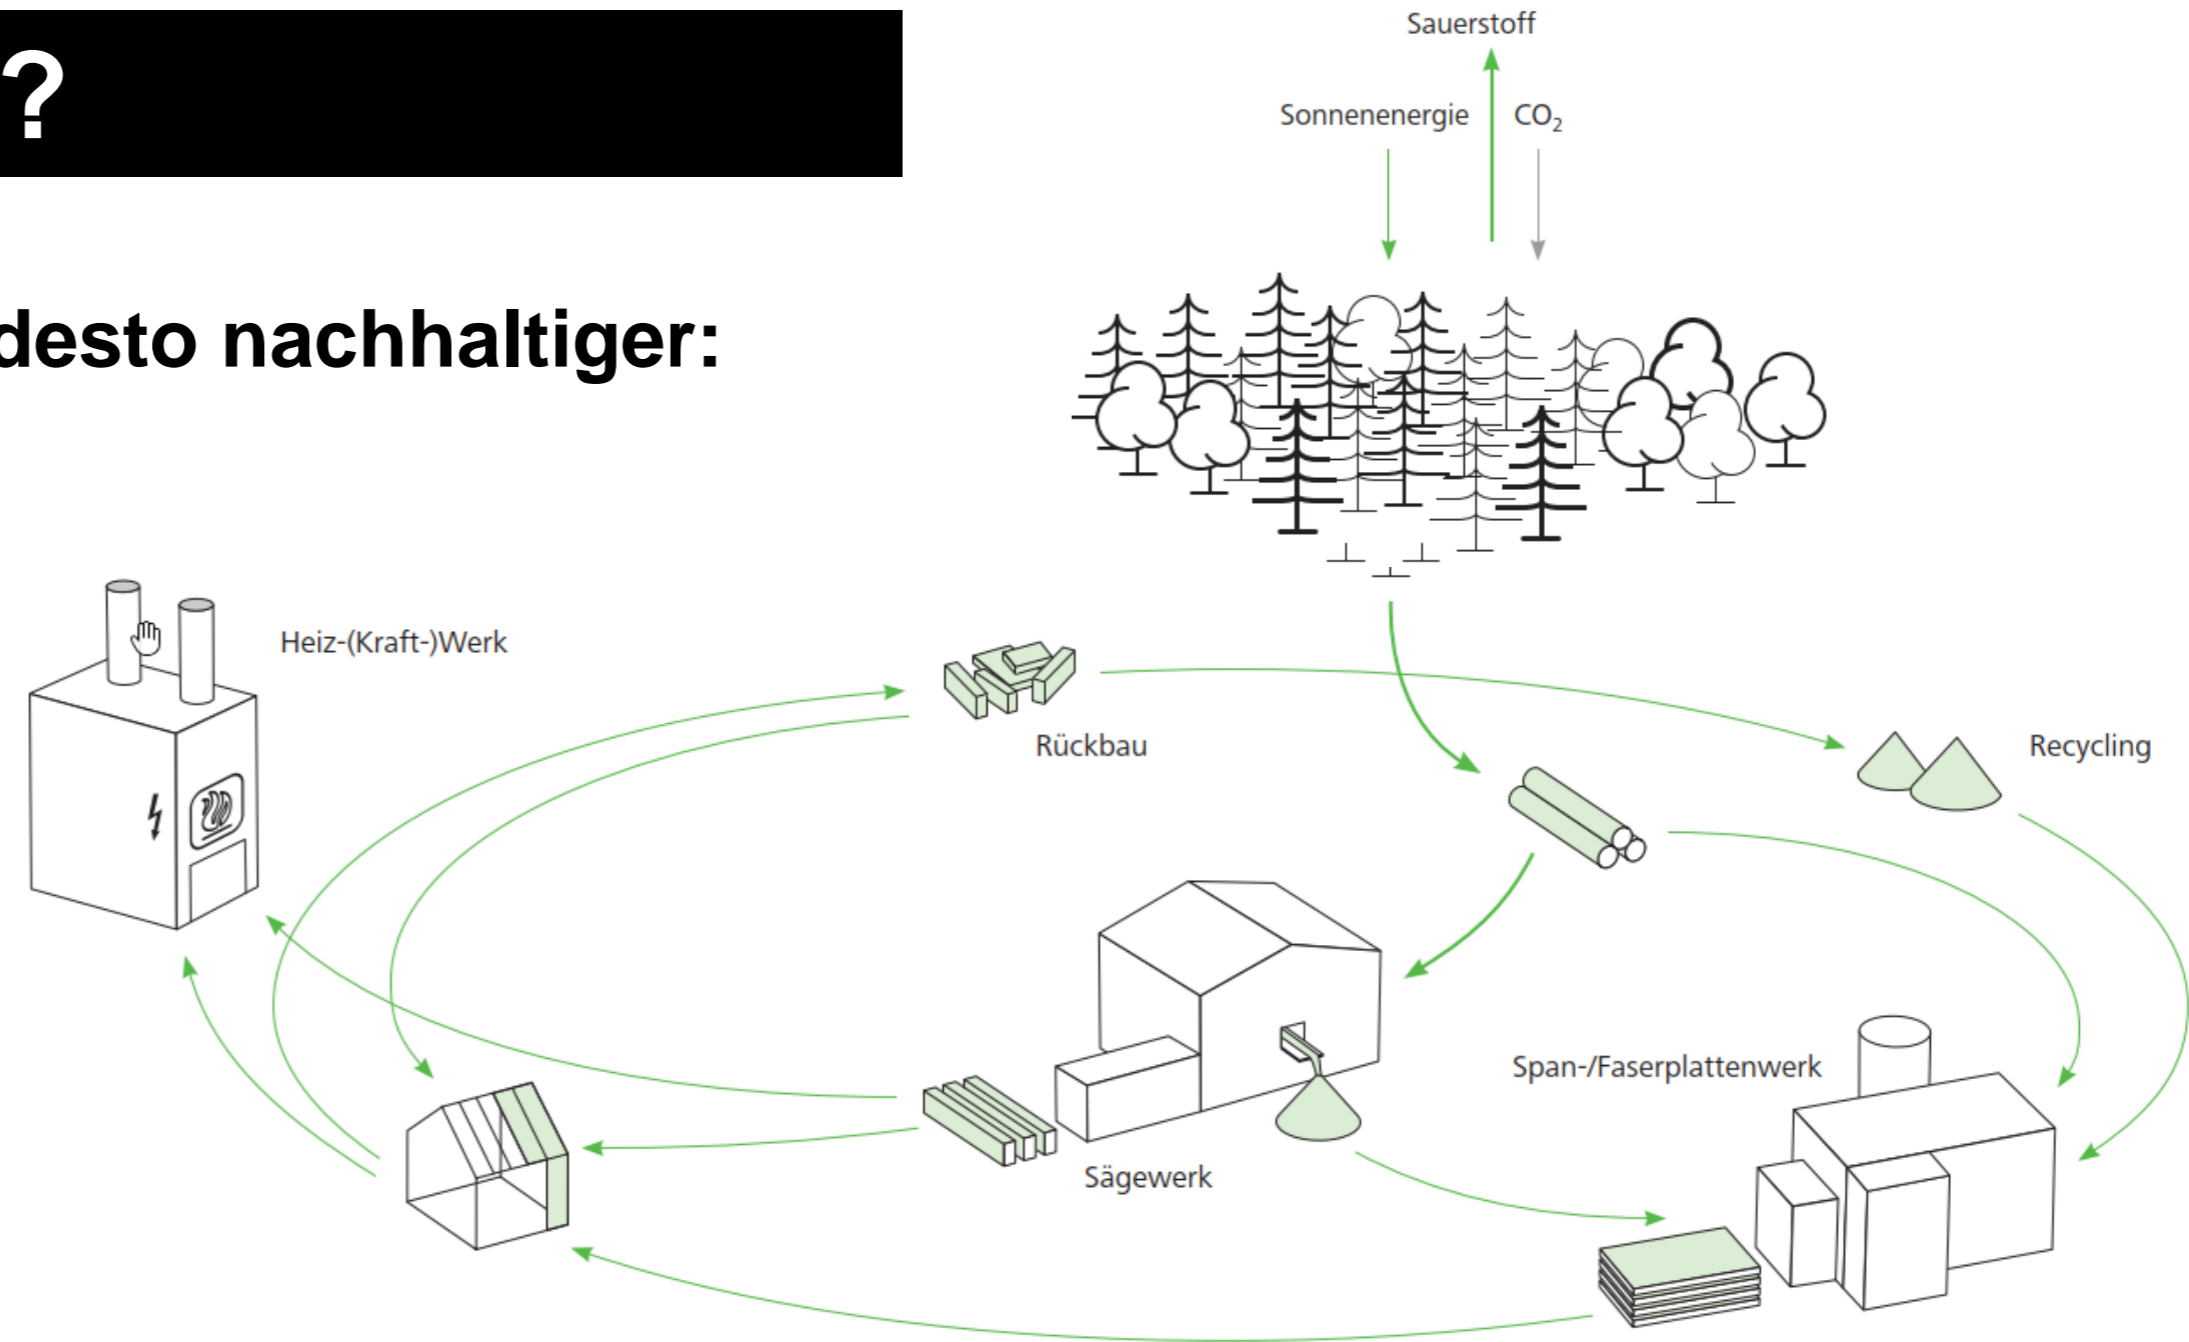 ?
desto nachhaltiger:
Sauerstoff
Sonnenenergie
CO₂
Heiz-(Kraft-)Werk
Rückbau
Recycling
Span-/Faserplattenwerk
Sägewerk